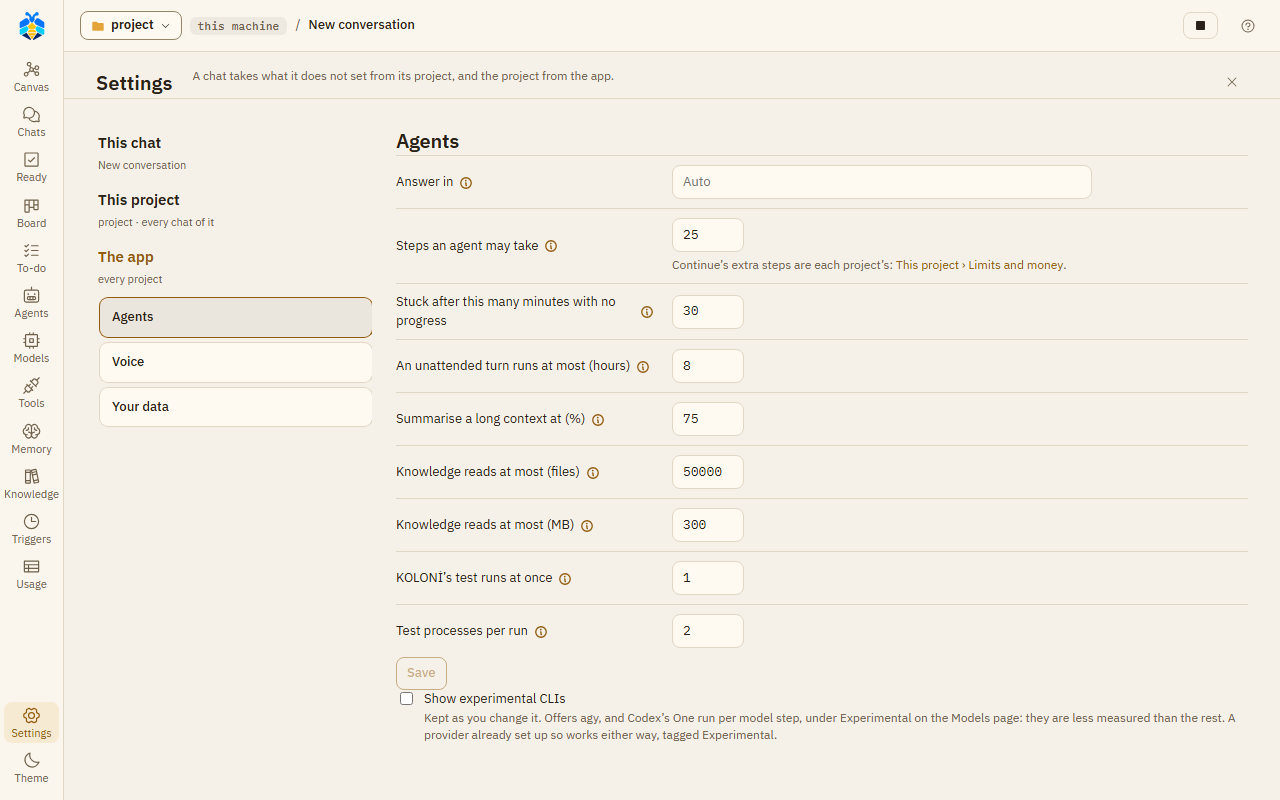 project
this machine / New conversation
Canvas
Chats
Ready
Board
To-do
Agents
Models
Tools
Memory
Knowledge
Triggers
Usage
Settings
Theme
Settings
A chat takes what it does not set from its project, and the project from the app.
This chat
New conversation
This project
project · every chat of it
The app
every project
Agents
Voice
Your data
Agents
Answer in
Auto
Steps an agent may take
25
Continue’s extra steps are each project’s: This project › Limits and money.
Stuck after this many minutes with no
progress
30
An unattended turn runs at most (hours)
8
Summarise a long context at (%)
75
Knowledge reads at most (files)
50000
Knowledge reads at most (MB)
300
KOLONİ’s test runs at once
1
Test processes per run
2
Save
Show experimental CLIs
Kept as you change it. Offers agy, and Codex’s One run per model step, under Experimental on the Models page: they are less measured than the rest. A
provider already set up so works either way, tagged Experimental.